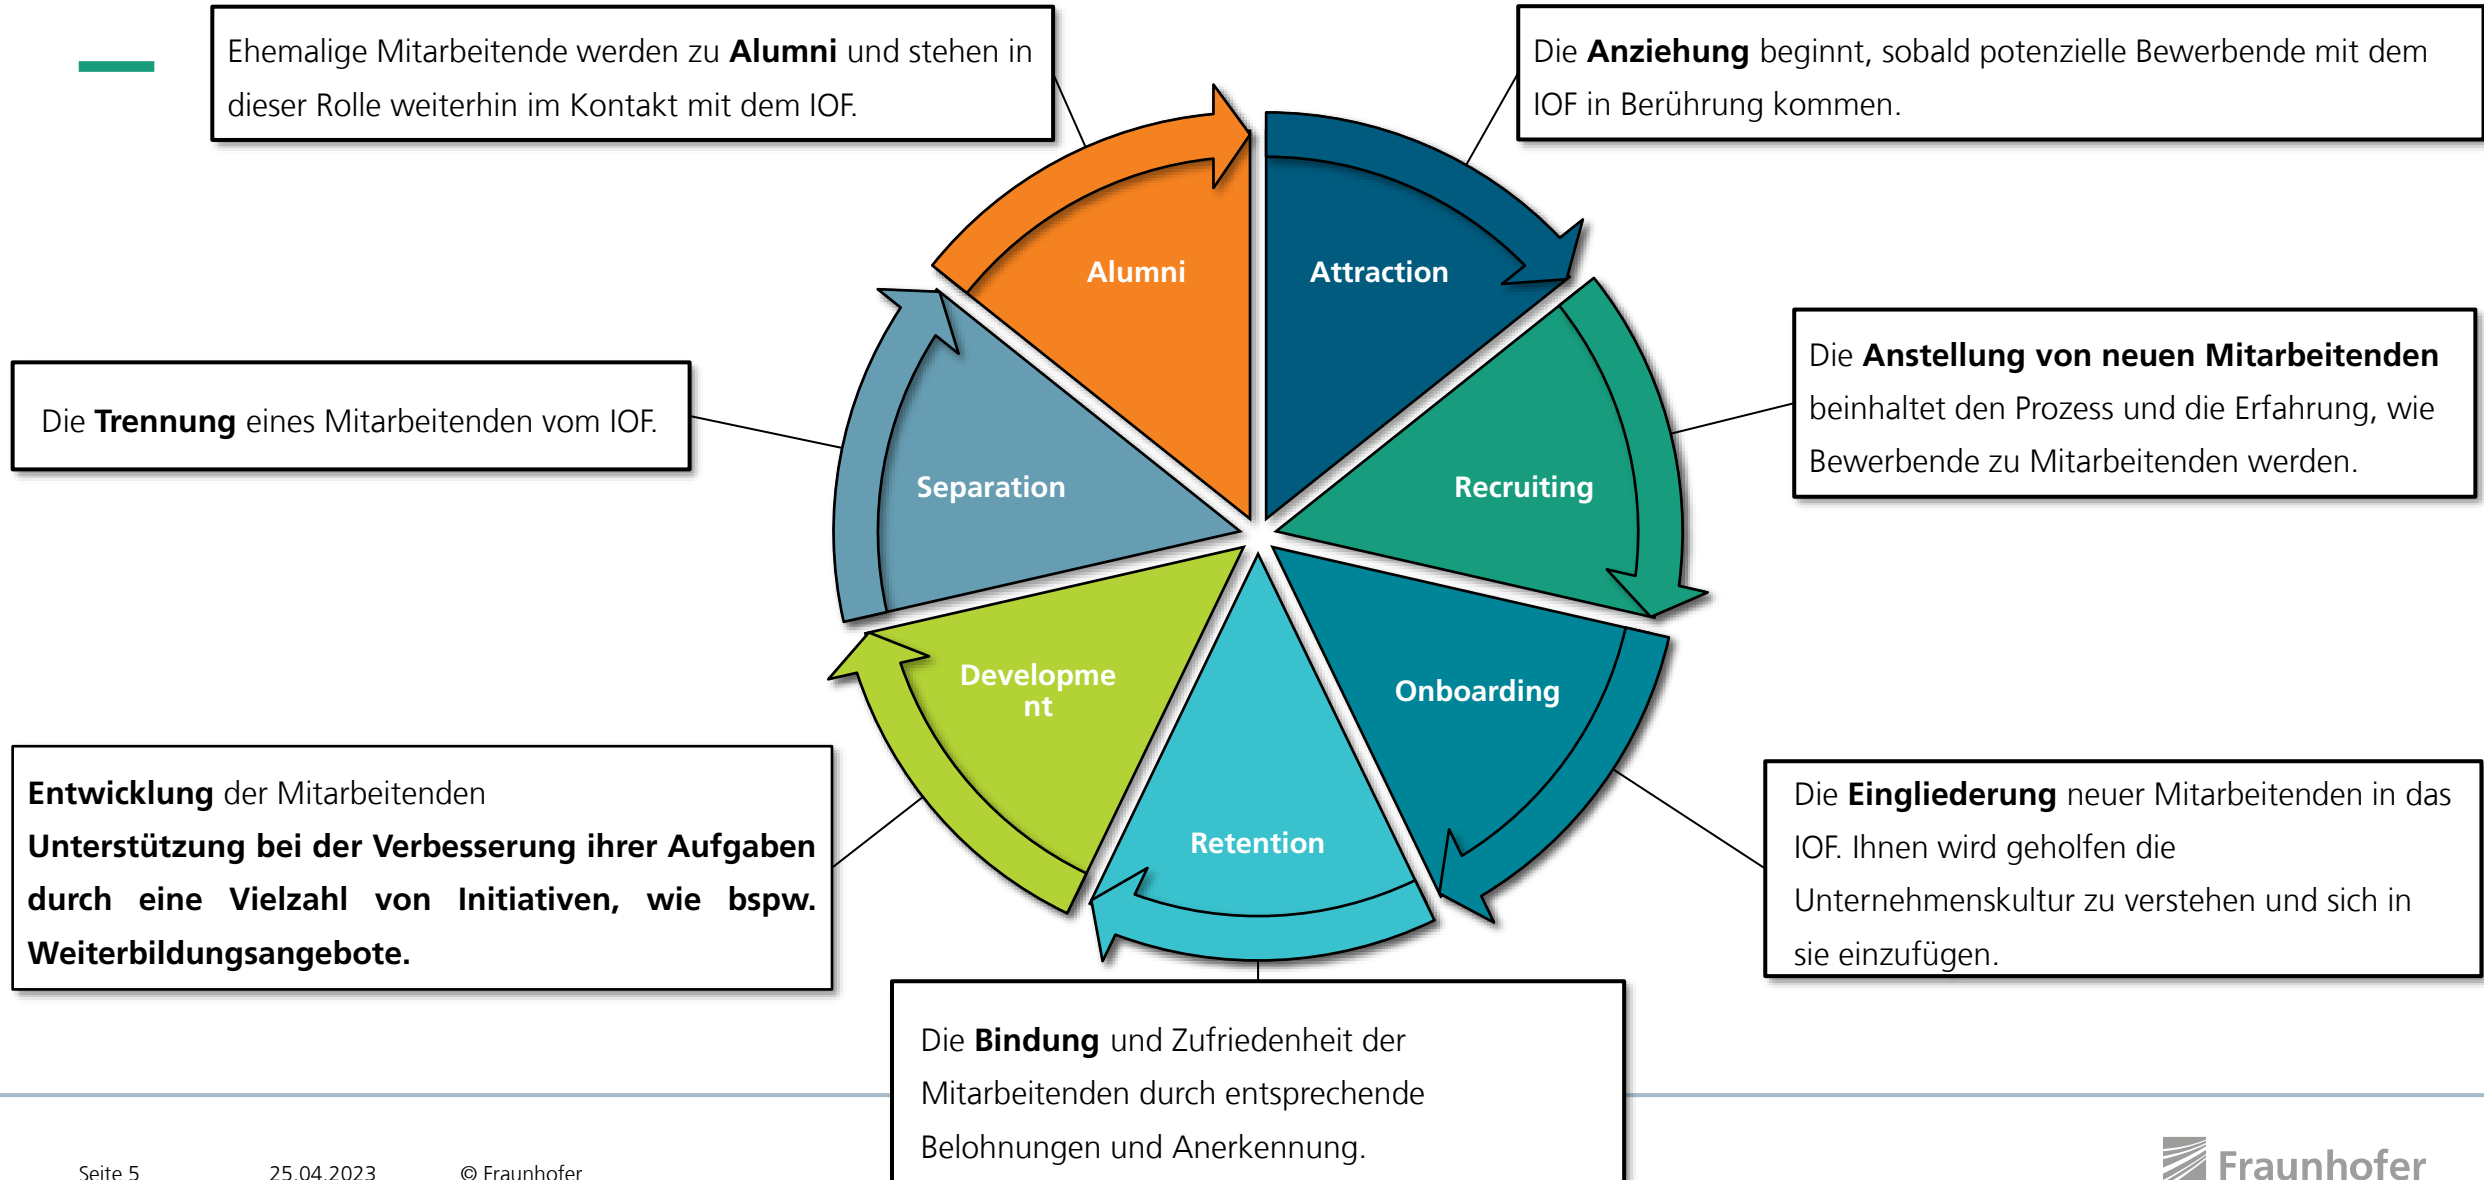 Ehemalige Mitarbeitende werden zu Alumni und stehen in
dieser Rolle weiterhin im Kontakt mit dem IOF.
Die Anziehung beginnt, sobald potenzielle Bewerbende mit dem
IOF in Berührung kommen.
Alumni
Attraction
Die Anstellung von neuen Mitarbeitenden
beinhaltet den Prozess und die Erfahrung, wie
Bewerbende zu Mitarbeitenden werden.
Die Trennung eines Mitarbeitenden vom IOF.
Separation
Recruiting
Developme
nt
Onboarding
Retention
Entwicklung der Mitarbeitenden
Unterstützung bei der Verbesserung ihrer Aufgaben
durch eine Vielzahl von Initiativen, wie bspw.
Weiterbildungsangebote.
Die Eingliederung neuer Mitarbeitenden in das
IOF. Ihnen wird geholfen die
Unternehmenskultur zu verstehen und sich in
sie einzufügen.
Die Bindung und Zufriedenheit der
Mitarbeitenden durch entsprechende
Belohnungen und Anerkennung.
Seite 5
25.04.2023
© Fraunhofer
Fraunhofer